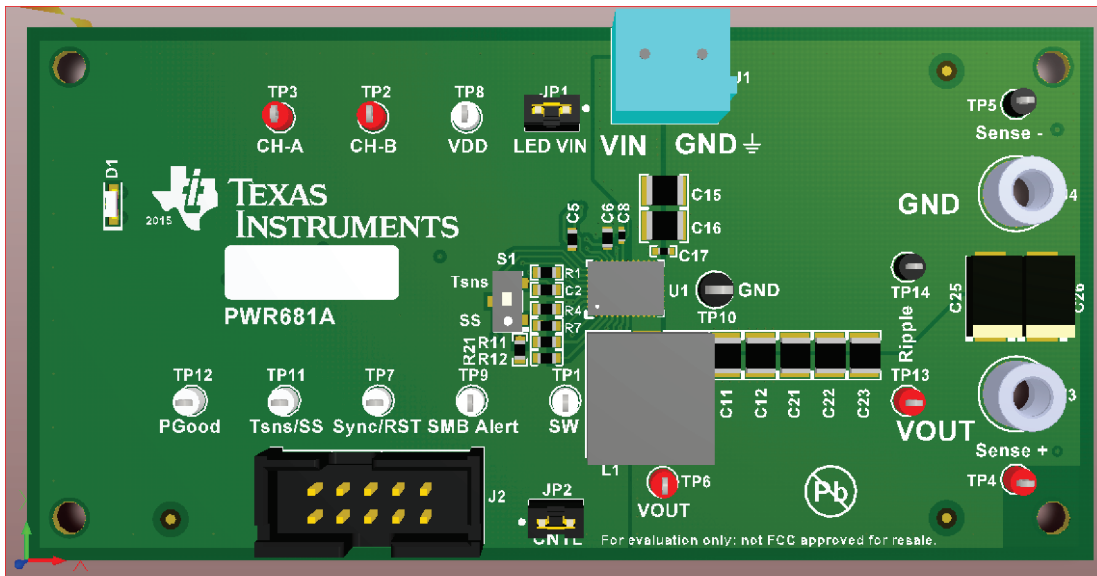 TP3
TP2
TP8
JP1
J1
CH-A
CH-B
VDD
LED VIN
VIN
GND
TP5
Sense -
D1
2015
TEXAS
INSTRUMENTS
PWR681A
C15
C16
C17
C5
C6
C8
GND
4
S1
Tsns
SS
R1
C2
R4
R7
R11
R12
R21
U1
GND
TP10
TP14
Ripple
C25
C26
C11
C12
C21
C22
C23
TP12
TP11
TP7
TP9
TP1
TP13
3
PGood
Tsns/SS
Sync/RST
SMB Alert
SW
VOUT
Sense +
L1
TP6
VOUT
TP4
J2
JP2
CNTL
Pb
For evaluation only; not FCC approved for resale.